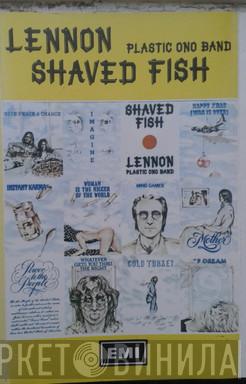 LENNON PLASTIC ONO BAND
SHAVED FISH
GIVE PEACE A CHANCE
IMAGINE
SHAVED
FISH
LENNON
PLASTIC ONO BAND
HAPPY XMAS
(WAR IS OVER)
INSTANT KARMA
WOMAN
IS THE NIGGER
OF THE WORLD
MIND GAMES
Mother
Power
to the
People
WHATEVER
GETS YOU THRU
THE NIGHT
COLD TURKEY
#9 DREAM
EMI
МАРКЕТ ВИНИЛА